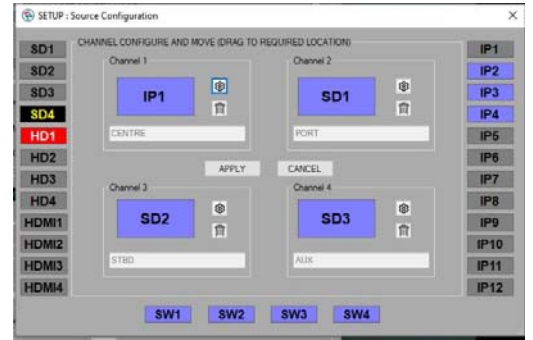 SETUP : Source Configuration
CHANNEL CONFIGURE AND MOVE (DRAG TO REQUIRED LOCATION)
SD1
SD2
SD3
SD4
HD1
HD2
HD3
HD4
HDMI1
HDMI2
HDMI3
HDMI4
Channel 1
IP1
CENTRE
Channel 2
SD1
PORT
APPLY
CANCEL
Channel 3
SD2
STBD
Channel 4
SD3
AUX
IP1
IP2
IP3
IP4
IP5
IP6
IP7
IP8
IP9
IP10
IP11
IP12
SW1 SW2 SW3 SW4